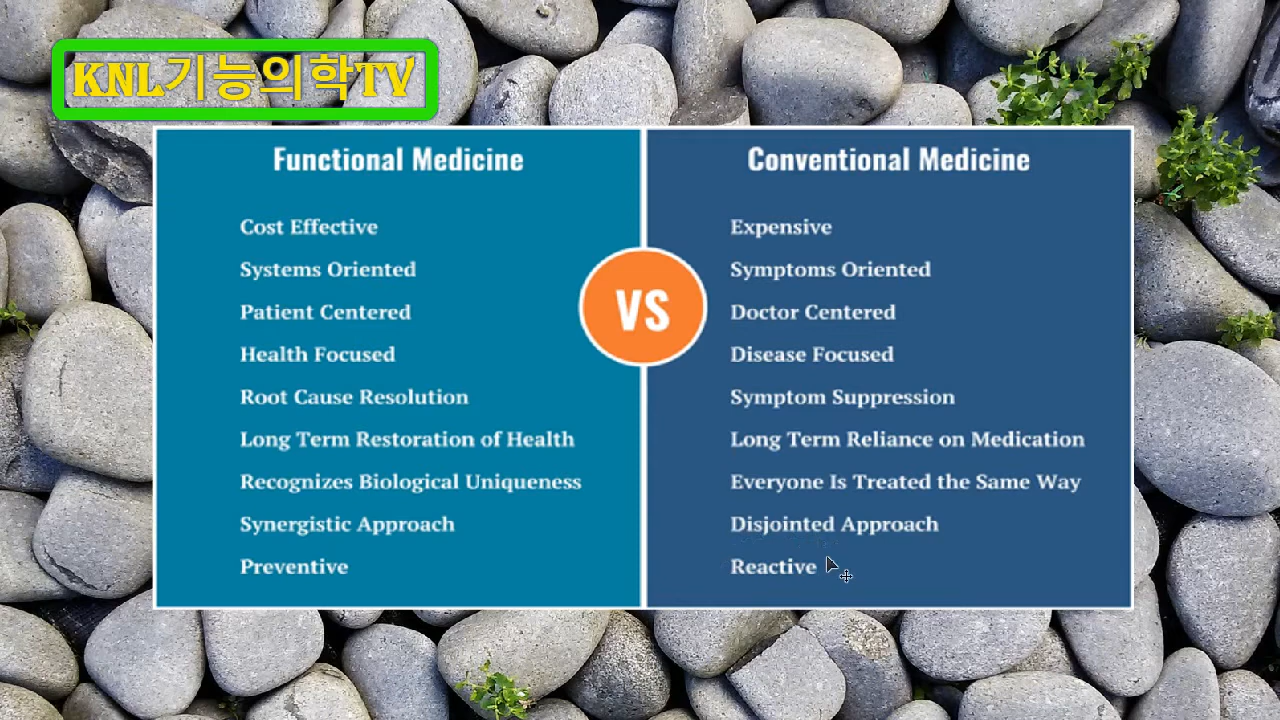 KNL기능의학TV
Functional Medicine
Cost Effective
Systems Oriented
Patient Centered
Health Focused
Root Cause Resolution
Long Term Restoration of Health
Recognizes Biological Uniqueness
Synergistic Approach
Preventive
VS
Conventional Medicine
Expensive
Symptoms Oriented
Doctor Centered
Disease Focused
Symptom Suppression
Long Term Reliance on Medication
Everyone Is Treated the Same Way
Disjointed Approach
Reactive